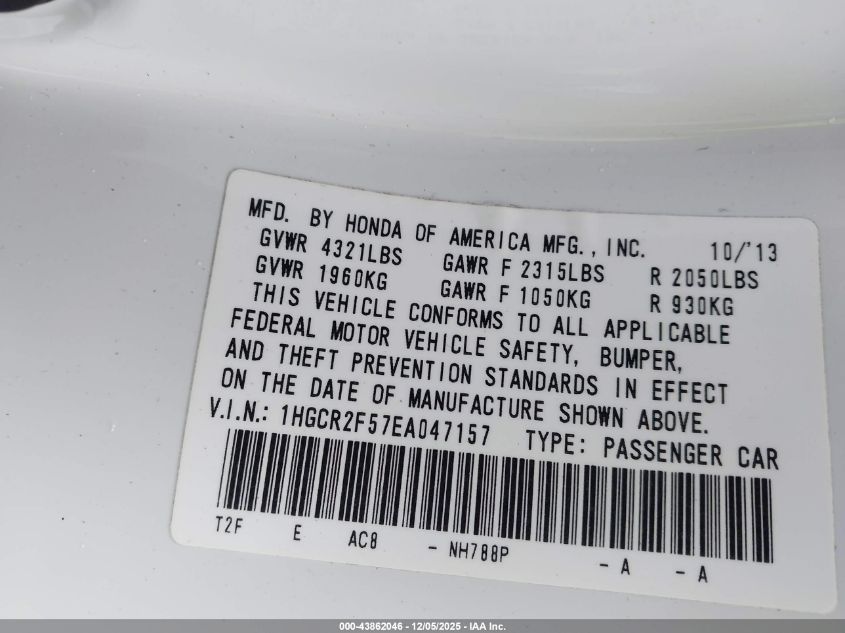 MFD. BY HONDA OF AMERICA MFG., INC. 10/'13
GVWR 4321LBS GAWR F 2315LBS R 2050LBS
GVWR 1960KG GAWR F 1050KG R 930KG
THIS VEHICLE CONFORMS TO ALL APPLICABLE
FEDERAL MOTOR VEHICLE SAFETY, BUMPER,
AND THEFT PREVENTION STANDARDS IN EFFECT
ON THE DATE OF MANUFACTURE SHOWN ABOVE.
V.I.N.: 1HGCR2F57EA047157 TYPE: PASSENGER CAR
T2F E AC8 - NH788P - A - A
000-43862046 - 12/05/2025 - IAA Inc.